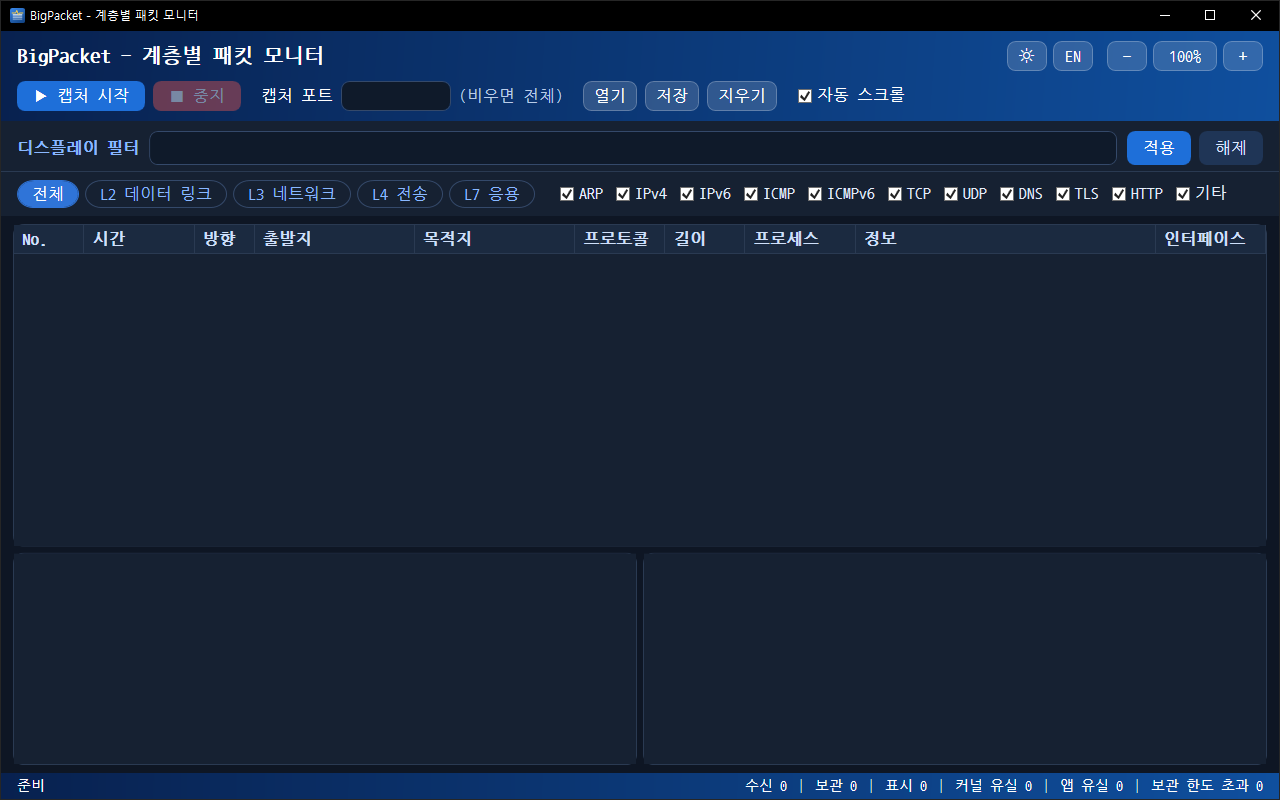 BigPacket - 계층별 패킷 모니터
BigPacket — 계층별 패킷 모니터
EN
−
100%
+
▶ 캡처 시작
■ 중지
캡처 포트
(비우면 전체)
열기
저장
지우기
자동 스크롤
디스플레이 필터
적용
해제
전체
L2 데이터 링크
L3 네트워크
L4 전송
L7 응용
ARP
IPv4
IPv6
ICMP
ICMPv6
TCP
UDP
DNS
TLS
HTTP
기타
No.
시간
방향
출발지
목적지
프로토콜
길이
프로세스
정보
인터페이스
준비
수신 0 | 보관 0 | 표시 0 | 커널 유실 0 | 앱 유실 0 | 보관 한도 초과 0